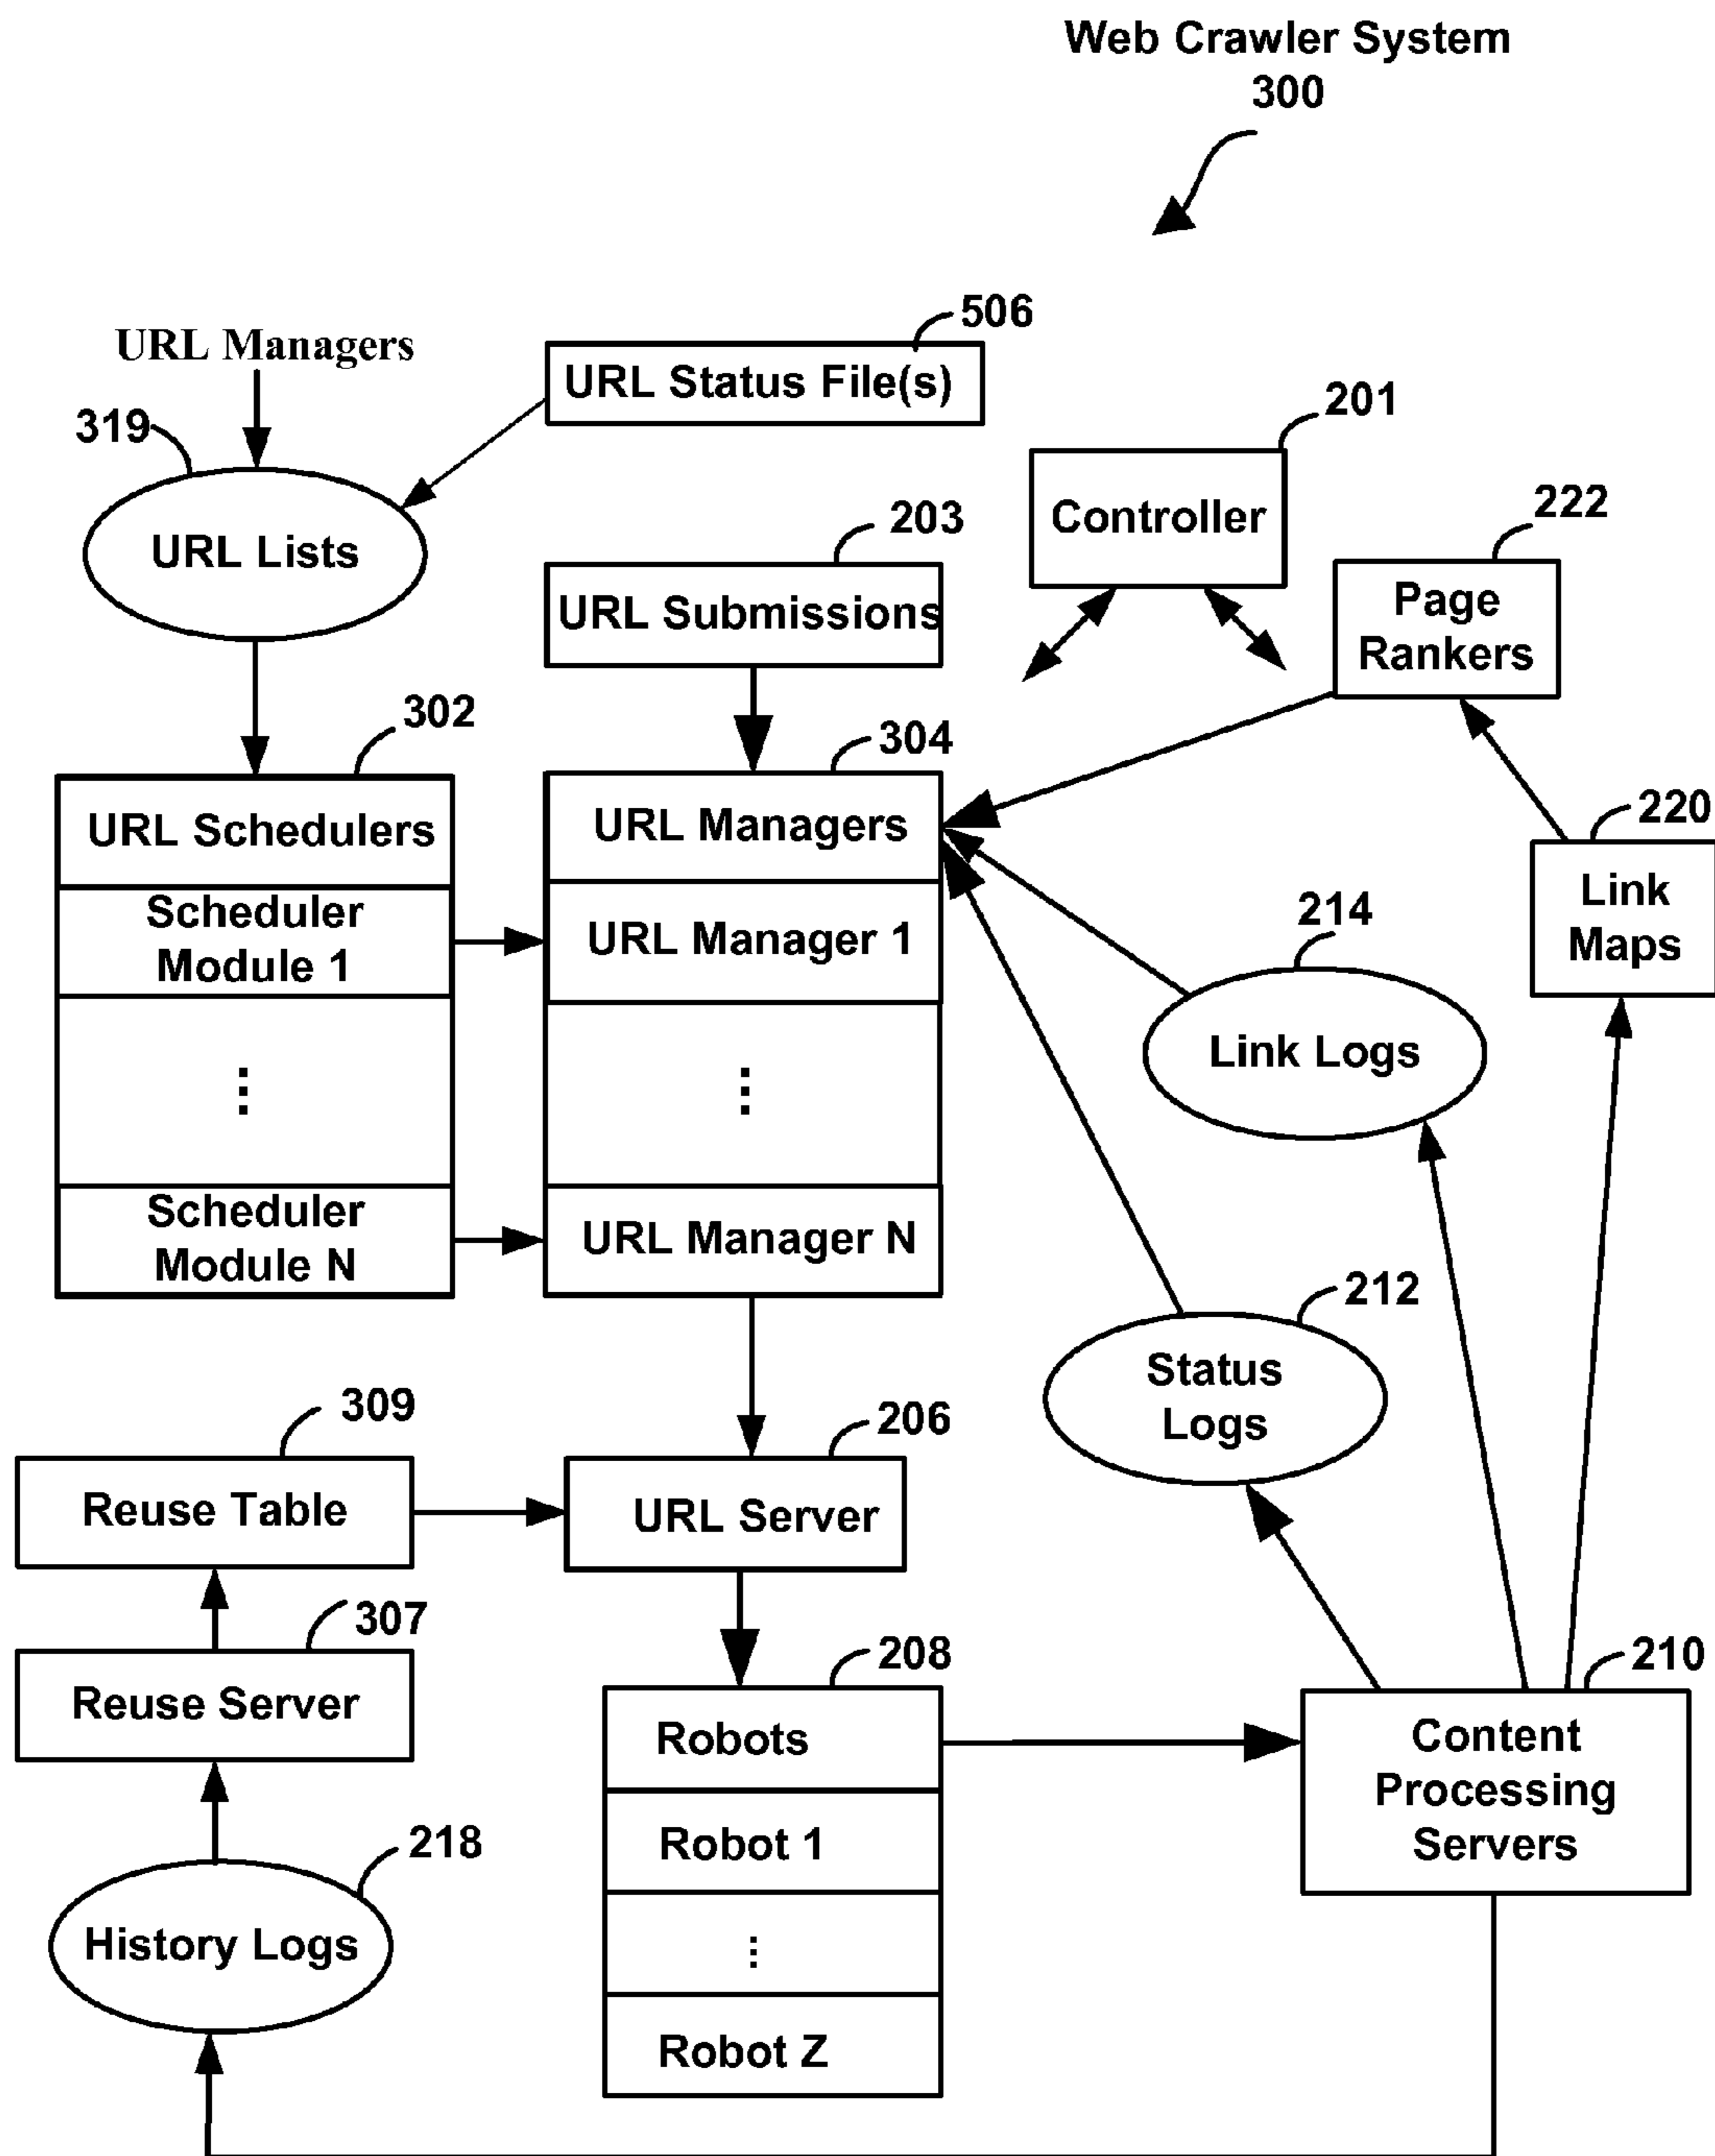 Web Crawler System
300
506
URL Managers
URL Status File(s)
319
201
URL Lists
203
Controller
222
URL Submissions
Page
Rankers
302
304
220
URL Schedulers
URL Managers
Link
Maps
Scheduler
Module 1
URL Manager 1
214
Link Logs
⋮
⋮
Scheduler
Module N
URL Manager N
212
Status
Logs
309
206
Reuse Table
URL Server
307
208
210
Reuse Server
Robots
Content
Processing
Servers
Robot 1
218
History Logs
⋮
Robot Z